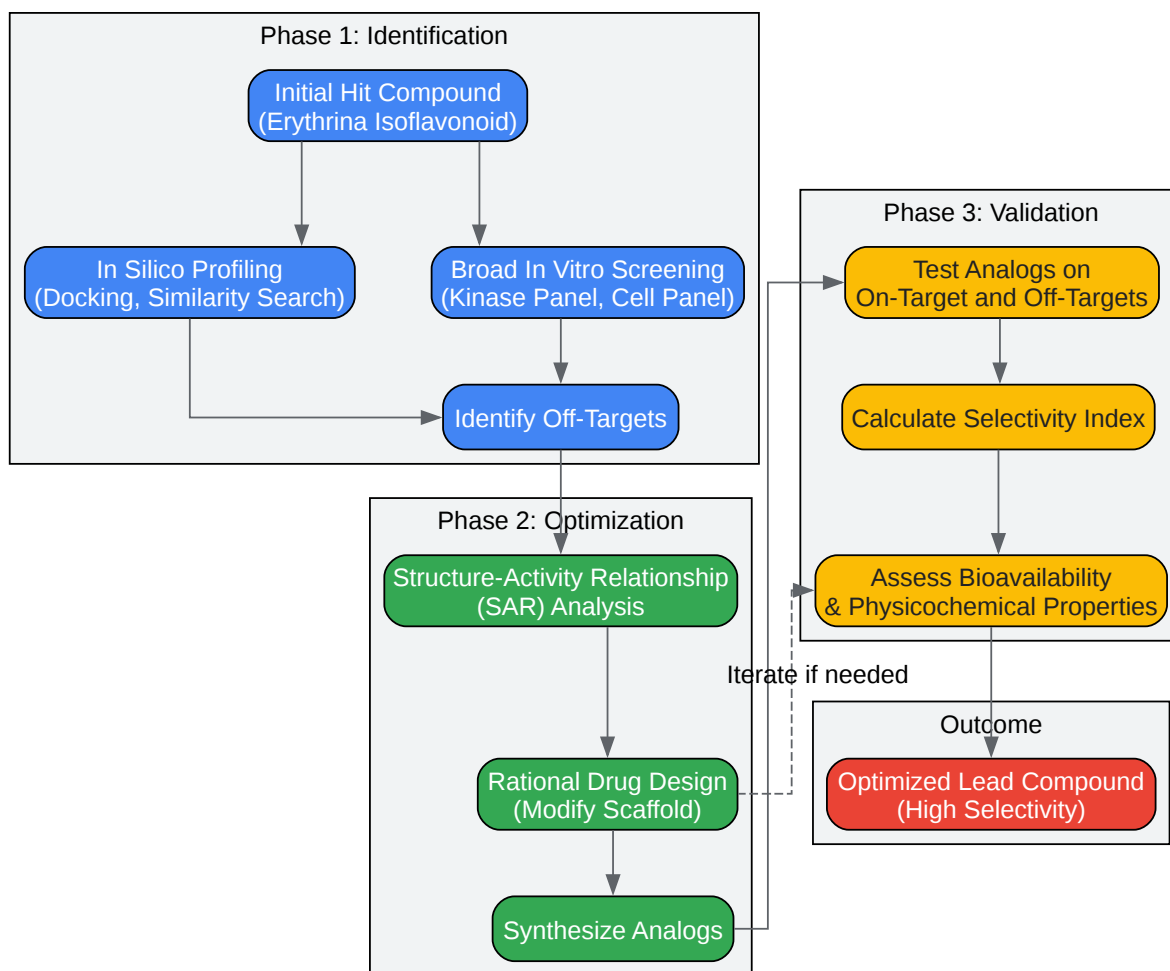 Phase 1: Identification
Initial Hit Compound
(Erythrina Isoflavonoid)
In Silico Profiling
(Docking, Similarity Search)
Broad In Vitro Screening
(Kinase Panel, Cell Panel)
Identify Off-Targets
Phase 2: Optimization
Structure-Activity Relationship
(SAR) Analysis
Rational Drug Design
(Modify Scaffold)
Synthesize Analogs
Iterate if needed
Phase 3: Validation
Test Analogs on
On-Target and Off-Targets
Calculate Selectivity Index
Assess Bioavailability
& Physicochemical Properties
Outcome
Optimized Lead Compound
(High Selectivity)